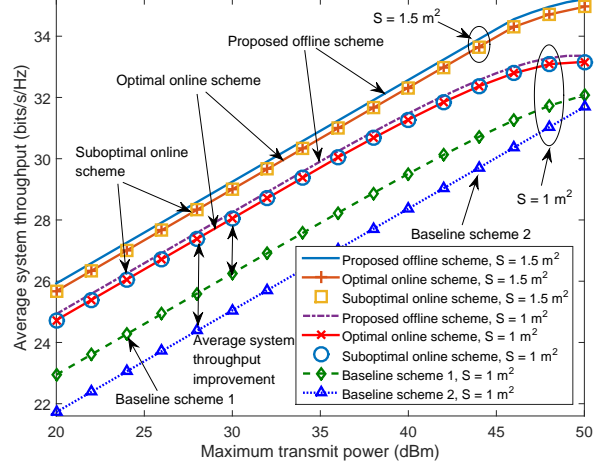 S = 1.5 m²
Proposed offline scheme
Optimal online scheme
Suboptimal online
scheme
S = 1 m²
Baseline scheme 2
Average system
throughput
improvement
Baseline scheme 1
Proposed offline scheme, S = 1.5 m²
Optimal online scheme, S = 1.5 m²
Suboptimal online scheme, S = 1.5 m²
Proposed offline scheme, S = 1 m²
Optimal online scheme, S = 1 m²
Suboptimal online scheme, S = 1 m²
Baseline scheme 1, S = 1 m²
Baseline scheme 2, S = 1 m²
34
32
30
28
26
24
22
20 25 30 35 40 45 50
Maximum transmit power (dBm)
Average system throughput (bits/s/Hz)